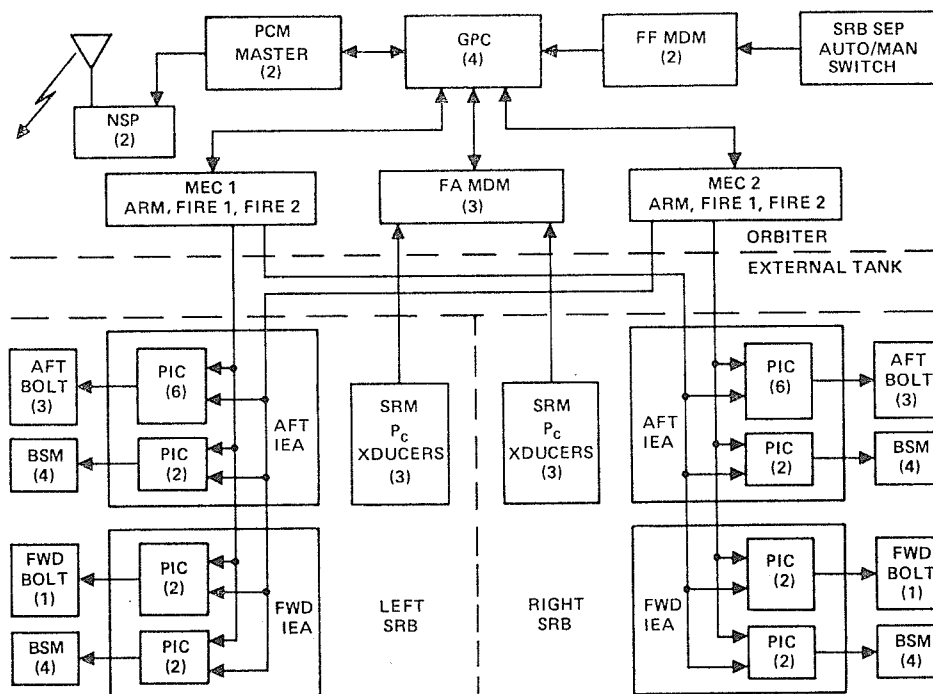 PCM
MASTER
(2)
GPC
(4)
FF MDM
(2)
SRB SEP
AUTO/MAN
SWITCH
NSP
(2)
MEC 1
ARM, FIRE 1, FIRE 2
FA MDM
(3)
MEC 2
ARM, FIRE 1, FIRE 2
ORBITER
EXTERNAL TANK
AFT
BOLT
(3)
PIC
(6)
BSM
(4)
PIC
(2)
AFT
IEA
SRM
PC
XDUCERS
(3)
SRM
PC
XDUCERS
(3)
AFT
IEA
PIC
(6)
AFT
BOLT
(3)
PIC
(2)
BSM
(4)
FWD
BOLT
(1)
PIC
(2)
BSM
(4)
PIC
(2)
FWD
IEA
LEFT
SRB
RIGHT
SRB
FWD
IEA
PIC
(2)
FWD
BOLT
(1)
PIC
(2)
BSM
(4)